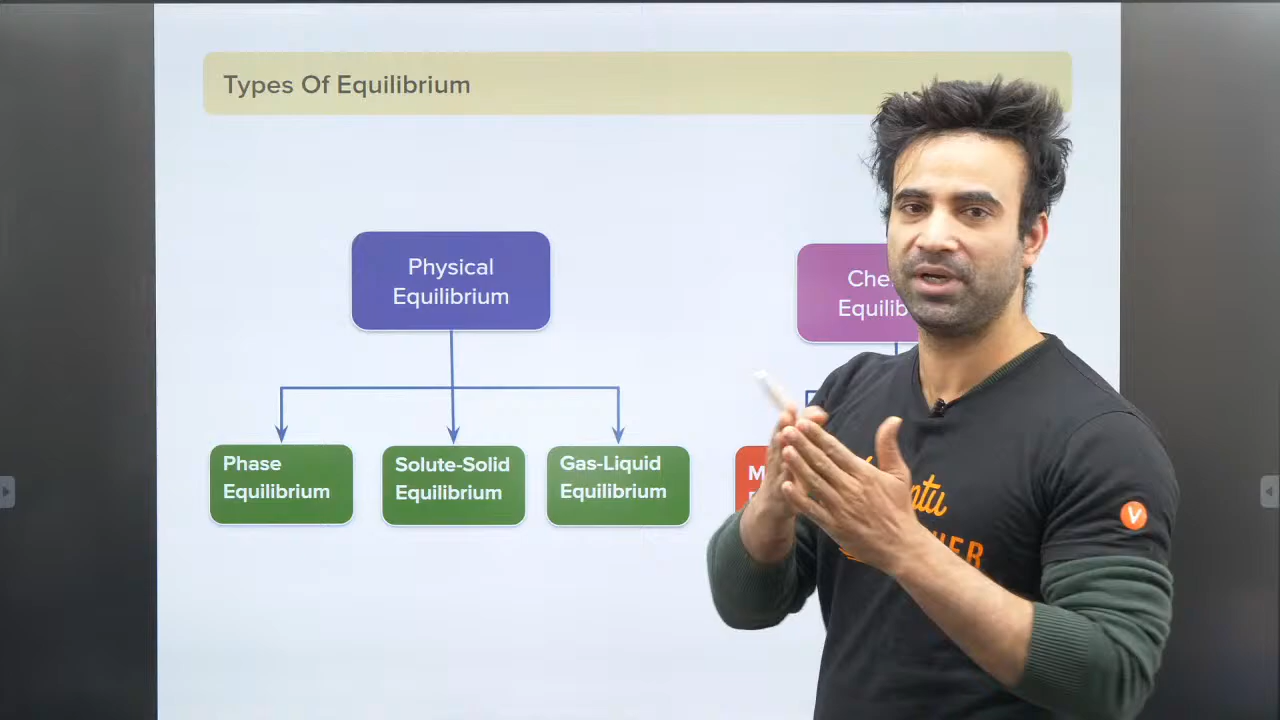 Types Of Equilibrium
Physical
Equilibrium
Phase
Equilibrium
Solute-Solid
Equilibrium
Gas-Liquid
Equilibrium
V